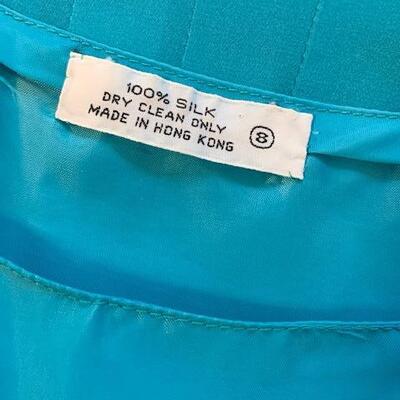 100% SILK
DRY CLEAN ONLY
MADE IN HONG KONG
8